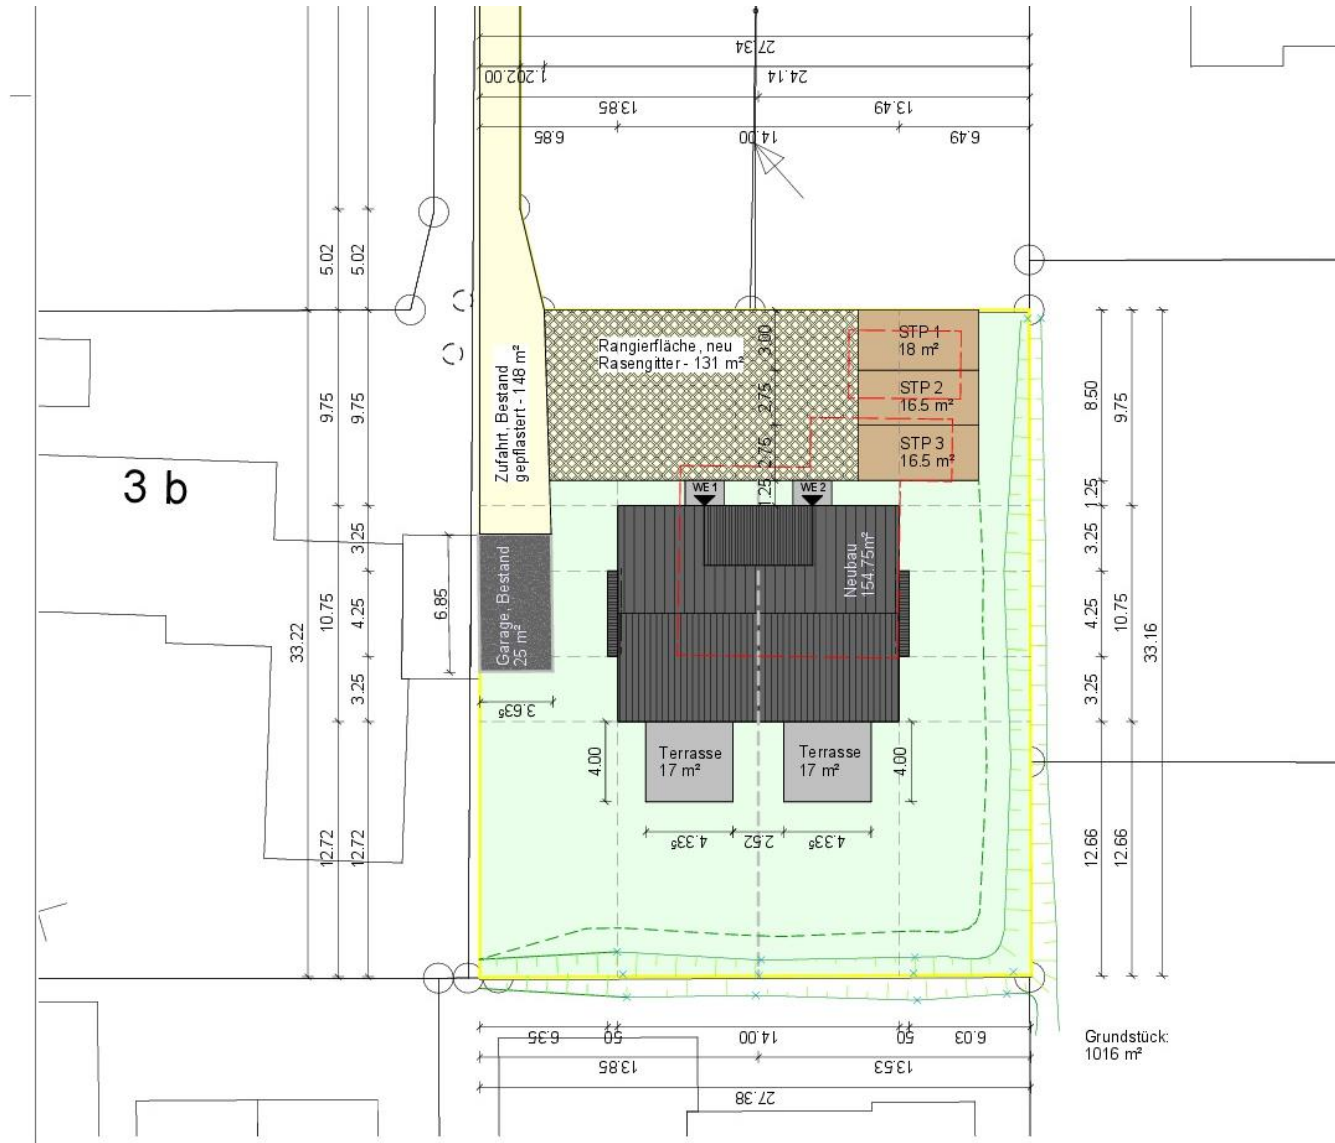 27.34
1.20
2.00
24.14
13.85
13.49
6.85
14.00
6.49
5.02
5.02
9.75
9.75
3 b
Zufahrt, Bestand
gepflastert - 148 m²
Rangierfläche, neu
Rasengitter - 131 m²
3.00
2.75
2.75
1.25
STP 1
18 m²
STP 2
16.5 m²
STP 3
16.5 m²
8.50
9.75
1.25
WE 1
WE 2
Neubau
154.75m²
Garage, Bestand
25 m²
6.85
3.63⁵
3.25
4.25
3.25
10.75
33.22
3.25
4.25
3.25
10.75
33.16
4.00
Terrasse
17 m²
Terrasse
17 m²
4.00
4.33⁵
2.52
4.33⁵
12.72
12.72
12.66
12.66
6.35
50
14.00
50
6.03
13.85
13.53
27.38
Grundstück:
1016 m²